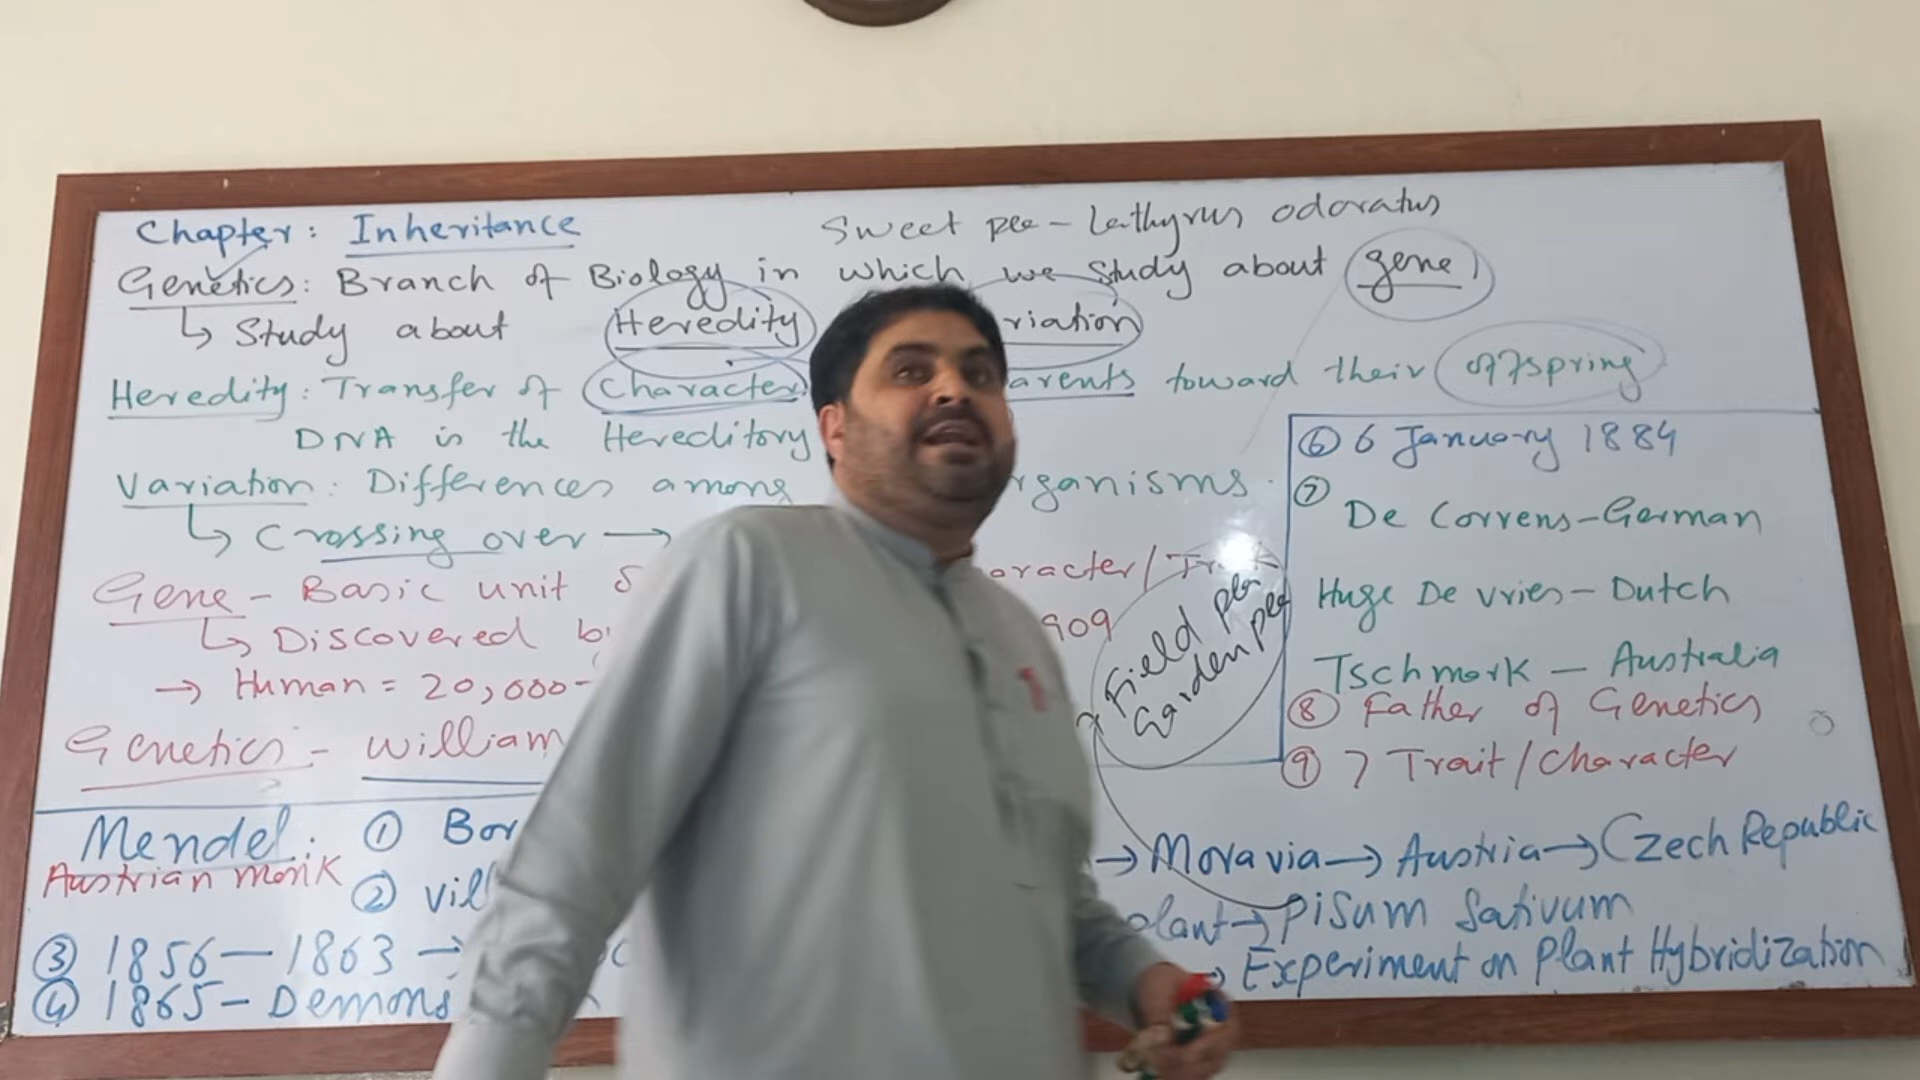 Chapter: Inheritance
Sweet pea - Lathyrus odoratus
Genetics: Branch of Biology in which we study about gene
↳ Study about Heredity riation
Heredity: Transfer of Character arents toward their offspring
DNA is the Hereditory
Variation: Differences among rganisms.
↳ Crossing over →
Gene - Basic unit aracter/
↳ Discovered b 909
→ Human = 20,000-
Genetics - William
Field pea
Garden pea
⑥ 6 January 1884
⑦ De Correns-German
Huge De vries - Dutch
Tschmark - Australia
⑧ Father of Genetics
⑨ 7 Trait/Character
Mendel: ① Bor → Moravia → Austria → Czech Republic
Austrian monk
② vill plant → Pisum Sativum
③ 1856 - 1863 → → Experiment on Plant Hybridization
④ 1865 - Demons